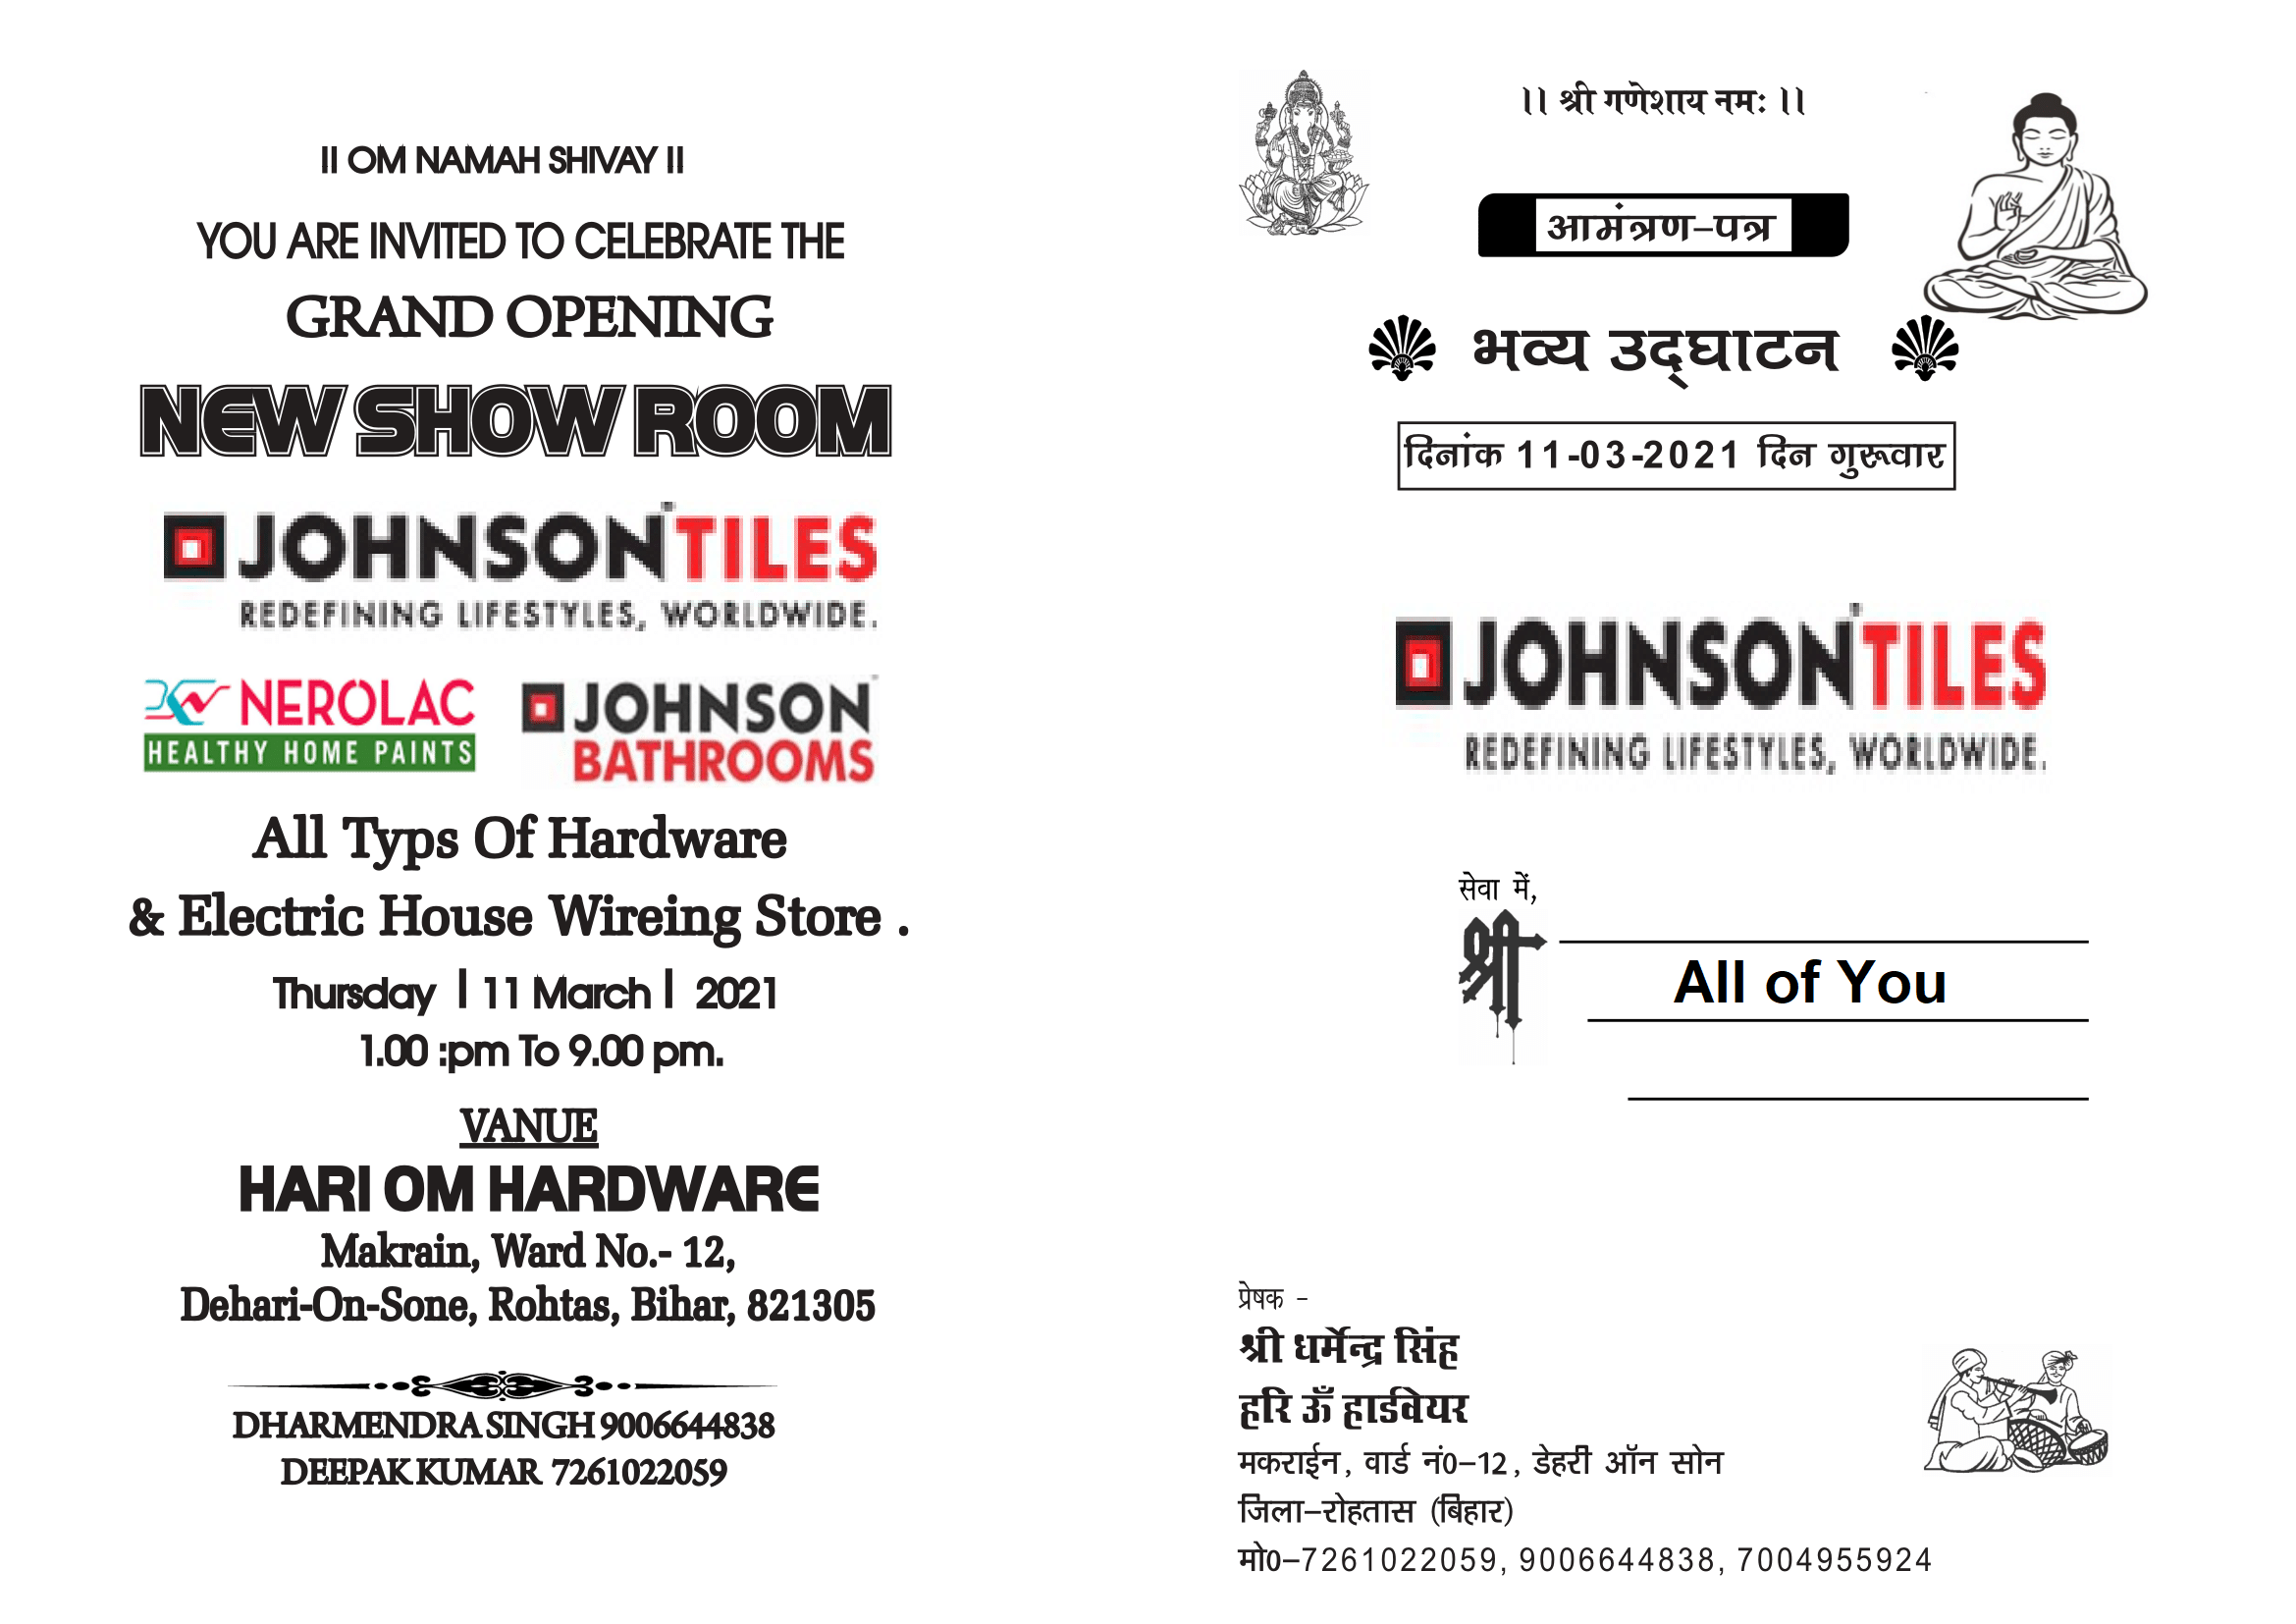 II OM NAMAH SHIVAY II
YOU ARE INVITED TO CELEBRATE THE
GRAND OPENING
NEW SHOW ROOM
JOHNSON TILES
REDEFINING LIFESTYLES, WORLDWIDE.
NEROLAC
HEALTHY HOME PAINTS
JOHNSON
BATHROOMS
All Typs Of Hardware
& Electric House Wireing Store .
Thursday | 11 March | 2021
1.00 :pm To 9.00 pm.
VANUE
HARI OM HARDWARE
Makrain, Ward No.- 12,
Dehari-On-Sone, Rohtas, Bihar, 821305
DHARMENDRA SINGH 9006644838
DEEPAK KUMAR 7261022059
।। श्री गणेशाय नमः ।।
आमंत्रण-पत्र
भव्य उद्‌घाटन
दिनांक 11-03-2021 दिन गुरूवार
JOHNSON TILES
REDEFINING LIFESTYLES, WORLDWIDE.
सेवा में,
श्री
All of You
प्रेषक -
श्री धर्मेन्द्र सिंह
हरि ऊँ हार्डवेयर
मकराईन, वार्ड नं0-12, डेहरी ऑन सोन
जिला-रोहतास (बिहार)
मो0-7261022059, 9006644838, 7004955924